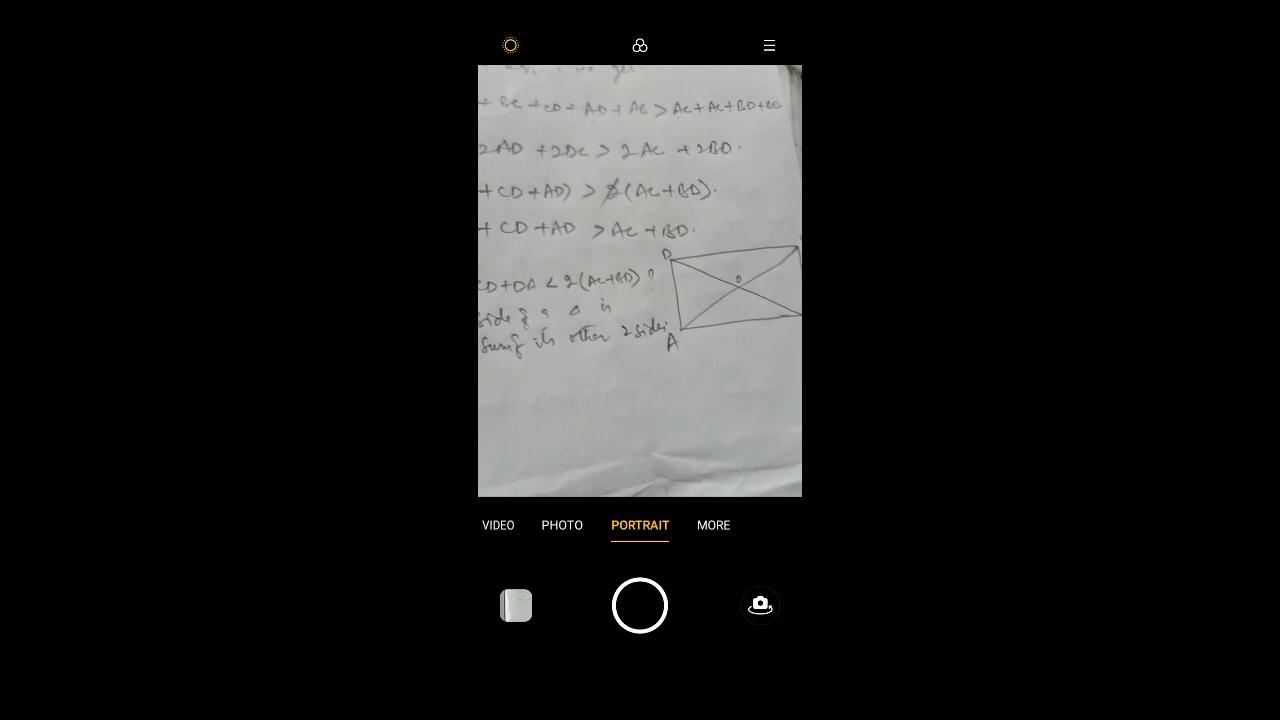 + BC + CD + AD + AB > AC + AC + BD + BD
2AD + 2DC > 2AC + 2BD.
+ CD + AD) > 2(AC + BD).
+ CD + AD > AC + BD.
D
O
CD + DA < 2(AC+BD) ?
side of a Δ is
sum of its other 2 sides.
A
VIDEO PHOTO PORTRAIT MORE